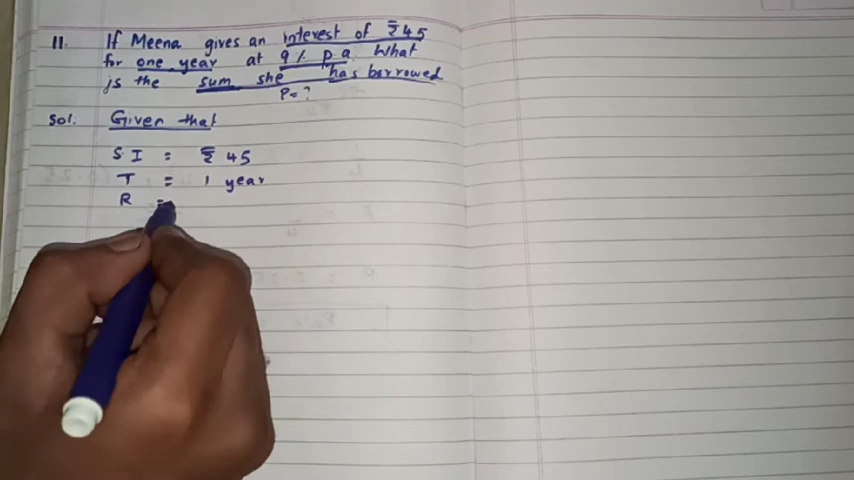 11. If Meena gives an interest of ₹45
for one year at 9% p.a. What
is the sum she has borrowed
P=?
Sol. Given that
S.I = ₹ 45
T = 1 year
R =